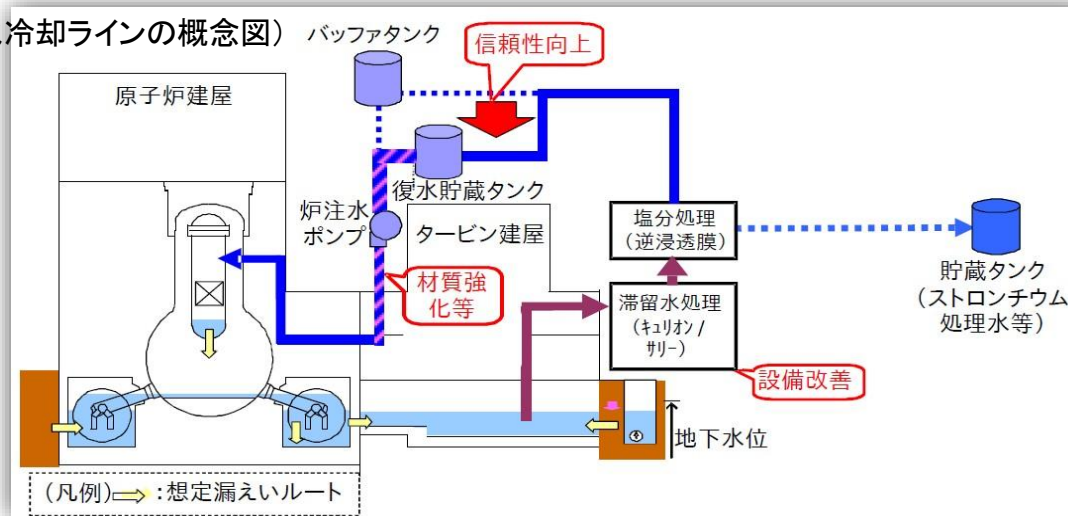 冷却ラインの概念図)
バッファタンク
信頼性向上
原子炉建屋
復水貯蔵タンク
炉注水
ポンプ
タービン建屋
塩分処理
(逆浸透膜)
貯蔵タンク
(ストロンチウム
処理水等)
材質強
化等
滞留水処理
(キュリオン/
サリー)
設備改善
地下水位
(凡例)
:想定漏えいルート